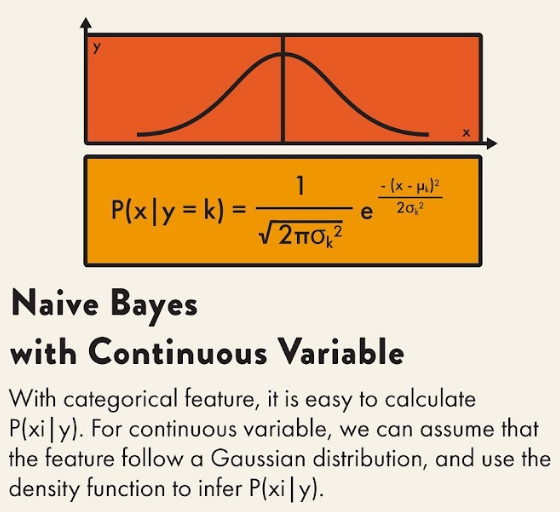 y
x
P(x|y = k) = 1 / √2πσₖ² e^(-(x - μₖ)² / 2σₖ²)
Naive Bayes
with Continuous Variable
With categorical feature, it is easy to calculate
P(xi|y). For continuous variable, we can assume that
the feature follow a Gaussian distribution, and use the
density function to infer P(xi|y).